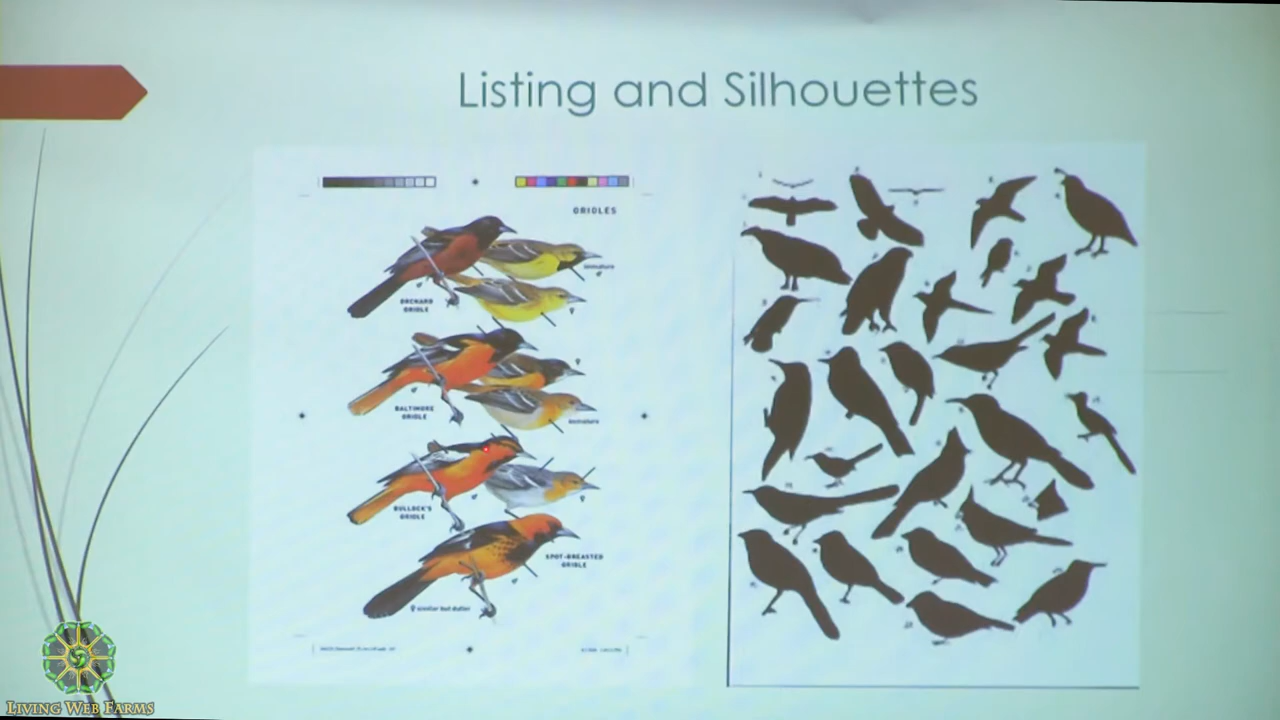 Listing and Silhouettes
ORIOLES
immature
♂
ORCHARD
ORIOLE
♂
♀
♀
BALTIMORE
ORIOLE
♂
immature
BULLOCK'S
ORIOLE
♂
♀
SPOT-BREASTED
ORIOLE
♂
♀ similar but duller
LIVING WEB FARMS